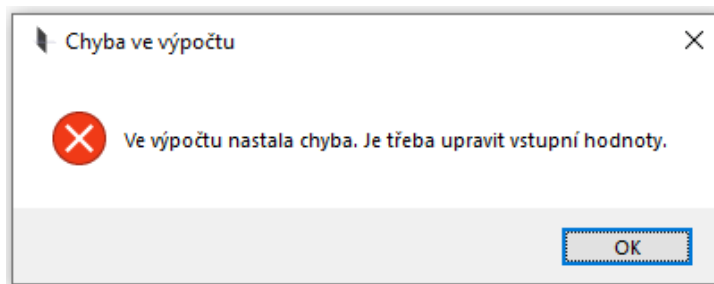 Chyba ve výpočtu
Ve výpočtu nastala chyba. Je třeba upravit vstupní hodnoty.
OK